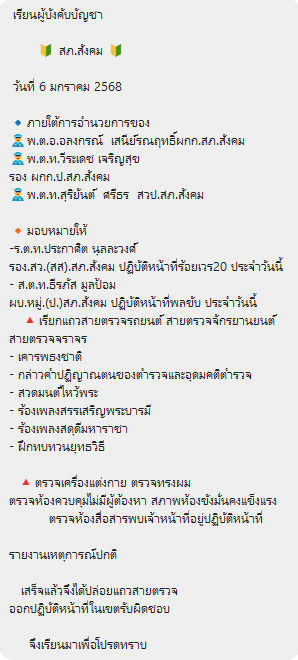 เรียนผู้บังคับบัญชา
🔰 สภ.สังคม 🔰
วันที่ 6 มกราคม 2568
🔹ภายใต้การอำนวยการของ
👮พ.ต.อ.อลงกรณ์ เสนีย์รณฤทธิ์ผกก.สภ.สังคม
👮พ.ต.ท.วีระเดช เจริญสุข
รอง ผกก.ป.สภ.สังคม
👮พ.ต.ท.สุริยันต์ ศรีธร สวป.สภ.สังคม
🔸มอบหมายให้
-ร.ต.ท.ประกาศิต นุลละวงศ์
รอง.สว.(สส).สภ.สังคม ปฏิบัติหน้าที่ร้อยเวร20 ประจำวันนี้
- ส.ต.ท.ธีรภัส มูลป้อม
ผบ.หมู่.(ป.)สภ.สังคม ปฏิบัติหน้าที่พลขับ ประจำวันนี้
🔺เรียกแถวสายตรวจรถยนต์ สายตรวจจักรยานยนต์
สายตรวจจราจร
- เคารพธงชาติ
- กล่าวคำปฏิญาณตนของตำรวจและอุดมคติตำรวจ
- สวดมนต์ไหว้พระ
- ร้องเพลงสรรเสริญพระบารมี
- ร้องเพลงสดุดีมหาราชา
- ฝึกทบทวนยุทธวิธี
🔺ตรวจเครื่องแต่งกาย ตรวจทรงผม
ตรวจห้องควบคุมไม่มีผู้ต้องหา สภาพห้องขังมั่นคงแข็งแรง
ตรวจห้องสื่อสารพบเจ้าหน้าที่อยู่ปฏิบัติหน้าที่
รายงานเหตุการณ์ปกติ
เสร็จแล้วจึงได้ปล่อยแถวสายตรวจ
ออกปฏิบัติหน้าที่ในเขตรับผิดชอบ
จึงเรียนมาเพื่อโปรดทราบ